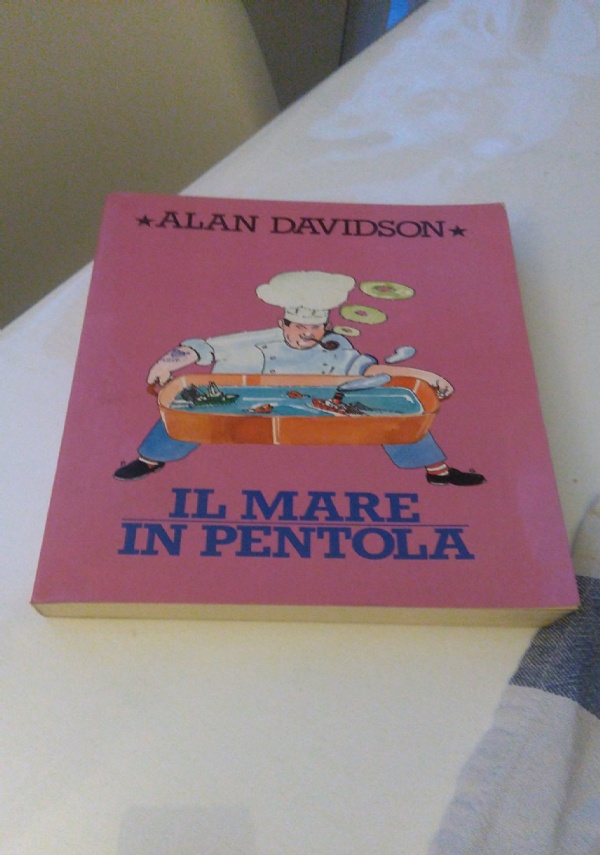 ★ALAN DAVIDSON★
IL MARE
IN PENTOLA